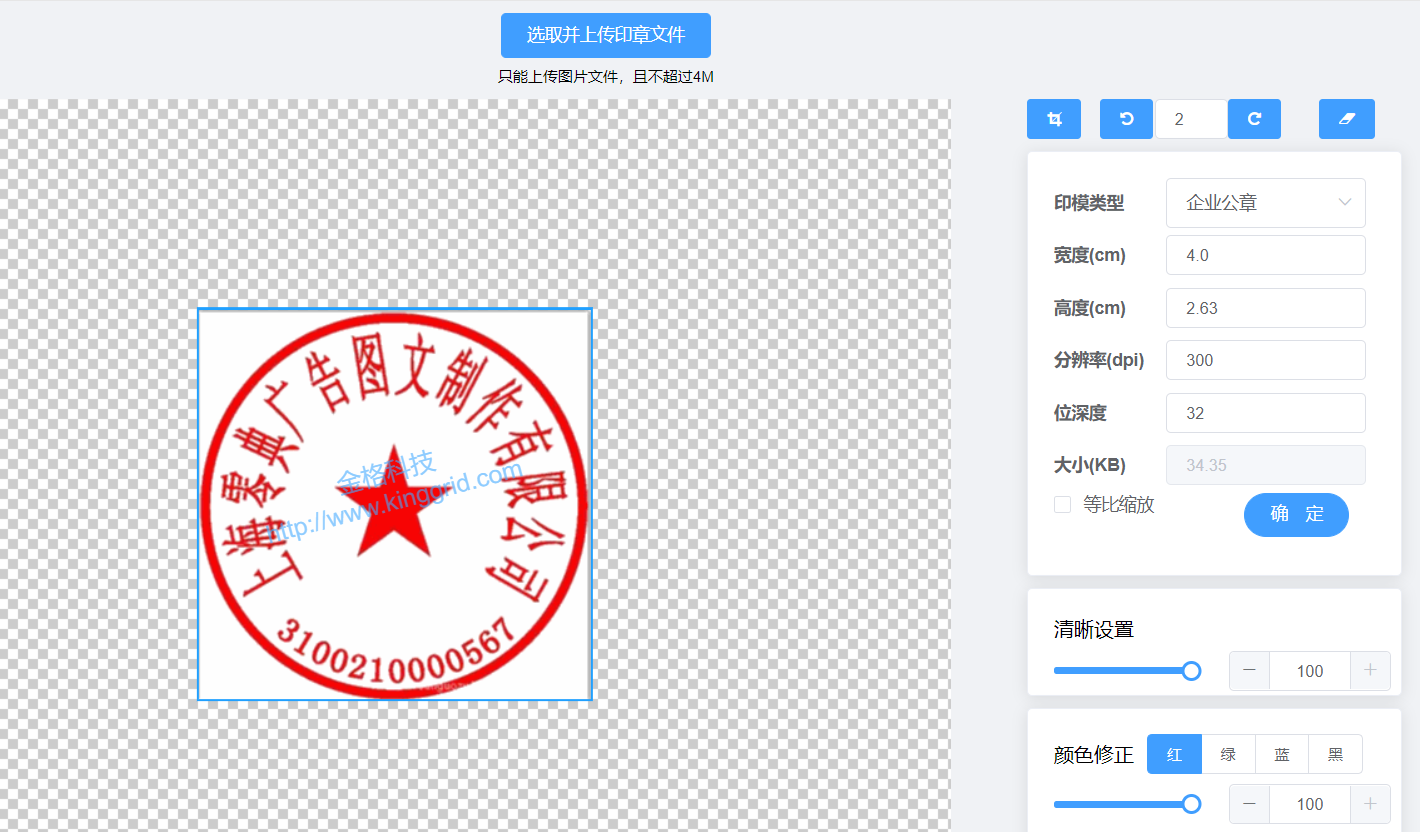 选取并上传印章文件
只能上传图片文件，且不超过4M
2
印模类型 企业公章
宽度(cm) 4.0
高度(cm) 2.63
分辨率(dpi) 300
位深度 32
大小(KB) 34.35
等比缩放 确 定
清晰设置
100
颜色修正 红 绿 蓝 黑
100
上海零典广告图文制作有限公司
金格科技
http://www.kinggrid.com
3100210000567